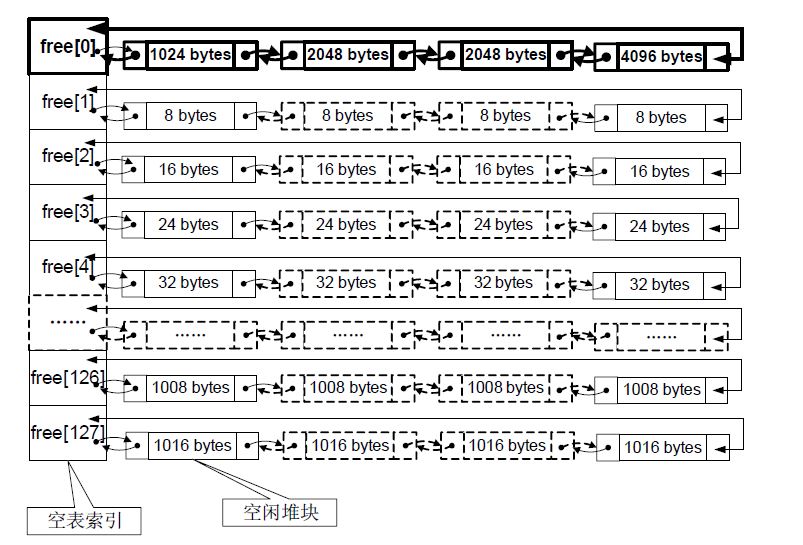 free[0] 1024 bytes 2048 bytes 2048 bytes 4096 bytes
free[1] 8 bytes 8 bytes 8 bytes 8 bytes
free[2] 16 bytes 16 bytes 16 bytes 16 bytes
free[3] 24 bytes 24 bytes 24 bytes 24 bytes
free[4] 32 bytes 32 bytes 32 bytes 32 bytes
…… …… …… …… ……
free[126] 1008 bytes 1008 bytes 1008 bytes 1008 bytes
free[127] 1016 bytes 1016 bytes 1016 bytes 1016 bytes
空表索引 空闲堆块